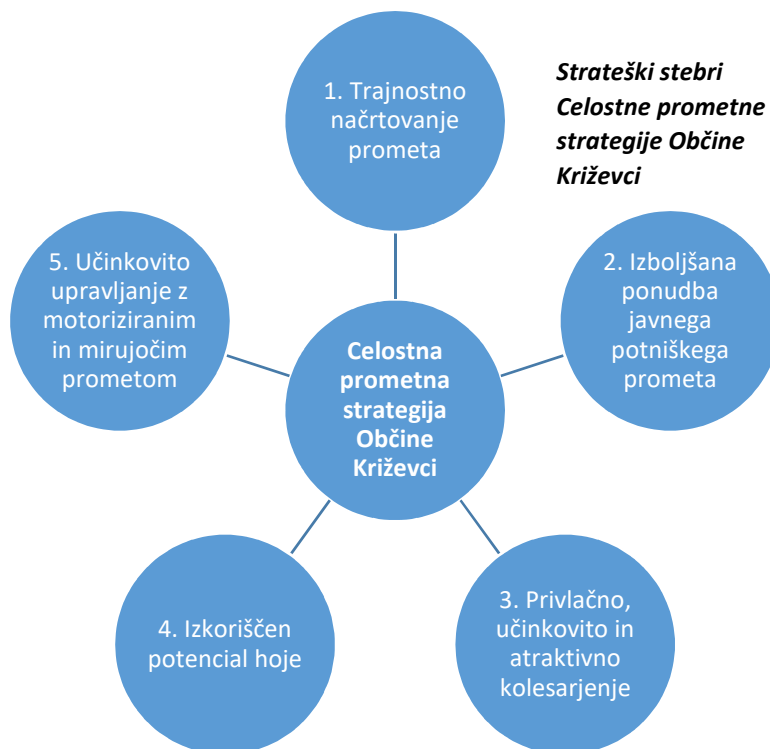 Strateški stebri
Celostne prometne
strategije Občine
Križevci
1. Trajnostno
načrtovanje
prometa
2. Izboljšana
ponudba
javnega
potniškega
prometa
3. Privlačno,
učinkovito in
atraktivno
kolesarjenje
4. Izkoriščen
potencial hoje
5. Učinkovito
upravljanje z
motoriziranim
in mirujočim
prometom
Celostna
prometna
strategija
Občine
Križevci